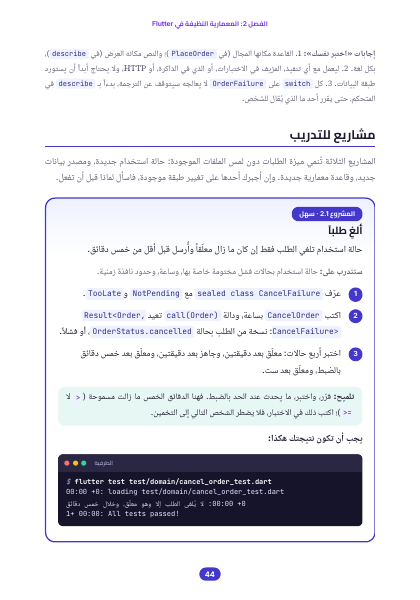 الفصل 2: المعمارية النظيفة في Flutter
إجابات «اختبر نفسك»: 1. القاعدة مكانها المجال (في PlaceOrder)؛ والنص مكانه العرض (في describe)،
بكل لغة. 2. ليعمل مع أي تنفيذ، المزيف في الاختبارات، أو الذي في الذاكرة، أو HTTP، ولا يحتاج أبداً أن يستورد
طبقة البيانات. 3. كل switch على OrderFailure لا يعالجه سيتوقف عن الترجمة، بدءاً بـ describe في
المتحكم، حتى يقرر أحد ما الذي يُقال للشخص.
مشاريع للتدريب
المشاريع الثلاثة تُنمي ميزة الطلبات دون لمس الملفات الموجودة: حالة استخدام جديدة، ومصدر بيانات
جديد، وقاعدة معمارية جديدة. وإن أجبرك أحدها على تغيير طبقة موجودة، فاسأل لماذا قبل أن تفعل.
المشروع 2.1 · سهل
ألغِ طلباً
حالة استخدام تلغي الطلب فقط إن كان ما زال معلّقاً وأُرسل قبل أقل من خمس دقائق.
ستتدرب على: حالة استخدام بحالات فشل مختومة خاصة بها، وساعة، وحدود نافذة زمنية.
1 عرّف sealed class CancelFailure مع NotPending و TooLate.
2 اكتب CancelOrder بساعة، ودالة call(Order) تعيد Result<Order,
CancelFailure>: نسخة من الطلب بحالة OrderStatus.cancelled، أو فشلاً.
3 اختبر أربع حالات: معلّق بعد دقيقتين، وجاهز بعد دقيقتين، ومعلّق بعد خمس دقائق
بالضبط، ومعلّق بعد ست.
تلميح: قرّر، واختبر، ما يحدث عند الحد بالضبط. فهنا الدقائق الخمس ما زالت مسموحة (> لا
>=)؛ اكتب ذلك في الاختبار، فلا يضطر الشخص التالي إلى التخمين.
يجب أن تكون نتيجتك هكذا:
الطرفية
$ flutter test test/domain/cancel_order_test.dart
00:00 +0: loading test/domain/cancel_order_test.dart
00:00 +0: لا يُلغى الطلب إلا وهو معلّق، وخلال خمس دقائق
00:00 +1: All tests passed!
44